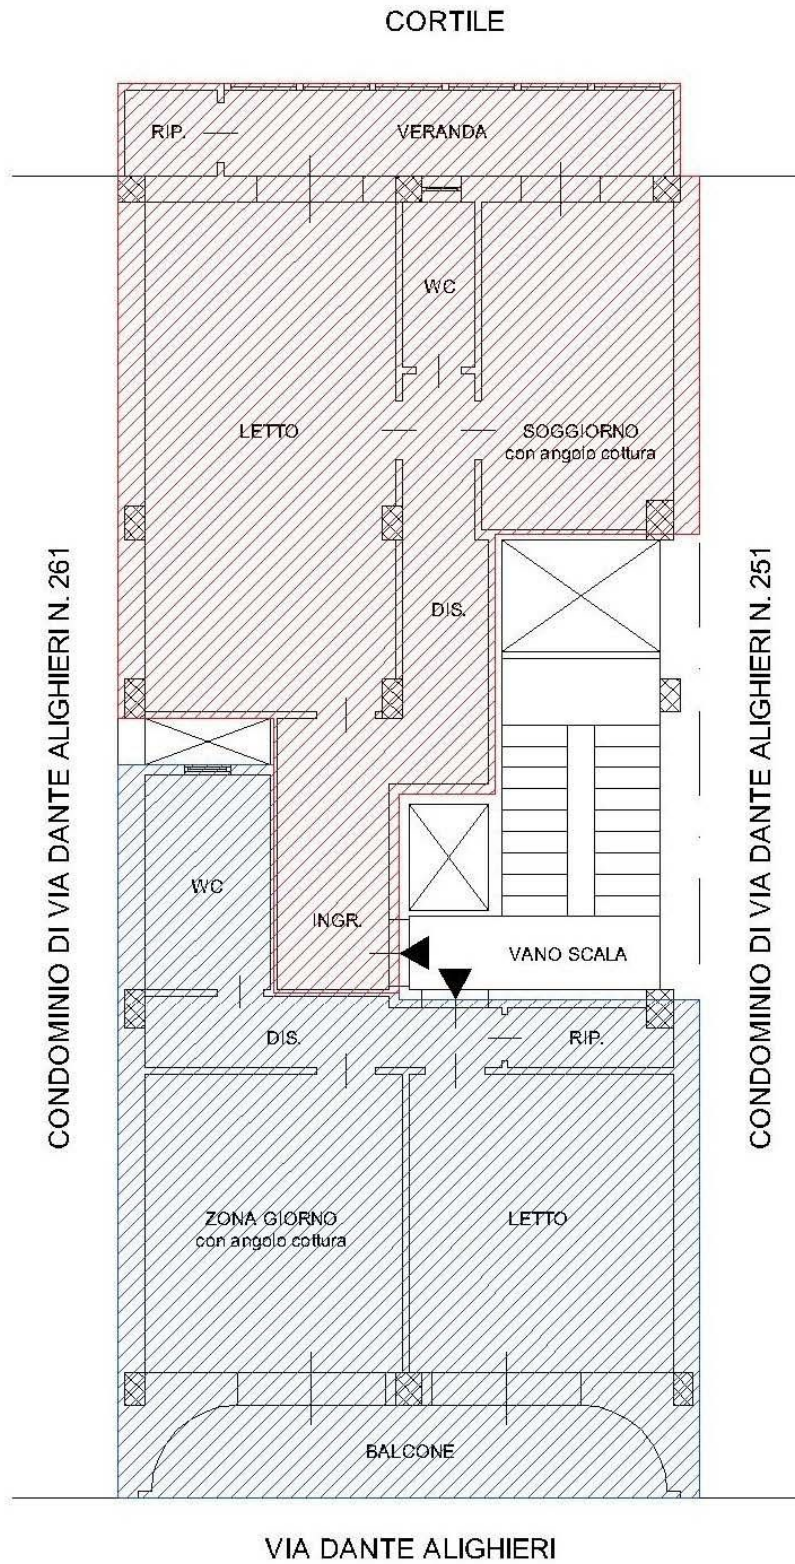 CORTILE
RIP.
VERANDA
WC
LETTO
SOGGIORNO
con angolo cottura
DIS.
CONDOMINIO DI VIA DANTE ALIGHIERI N. 261
CONDOMINIO DI VIA DANTE ALIGHIERI N. 251
WC
INGR.
VANO SCALA
DIS.
RIP.
ZONA GIORNO
con angolo cottura
LETTO
BALCONE
VIA DANTE ALIGHIERI